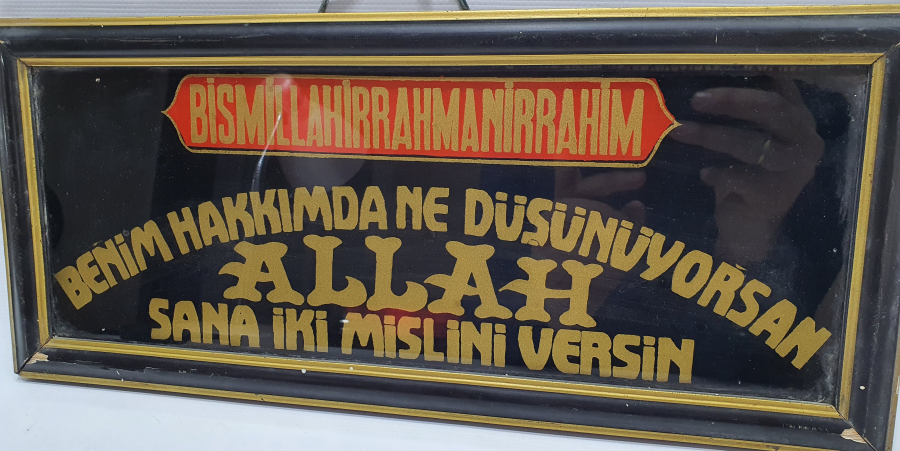 BİSMİLLAHİRRAHMANİRRAHİM
BENİM HAKKIMDA NE DÜŞÜNÜYORSAN
ALLAH
SANA İKİ MİSLİNİ VERSİN